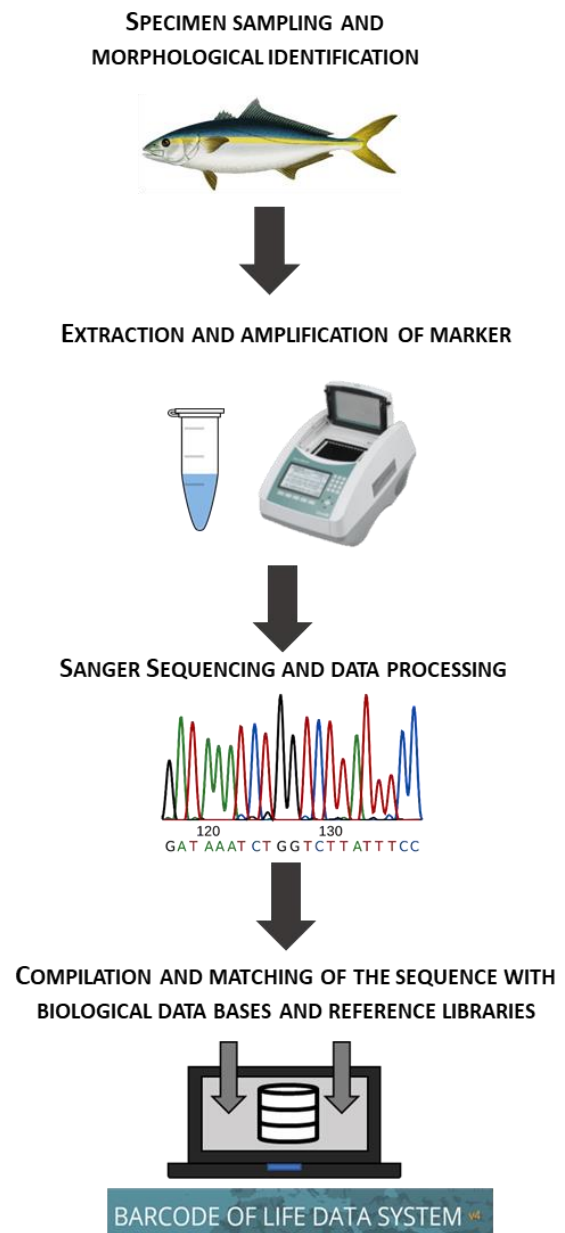 SPECIMEN SAMPLING AND
MORPHOLOGICAL IDENTIFICATION
EXTRACTION AND AMPLIFICATION OF MARKER
SANGER SEQUENCING AND DATA PROCESSING
120 130
GAT AAAT CT GGT CTTATTT CC
COMPILATION AND MATCHING OF THE SEQUENCE WITH
BIOLOGICAL DATA BASES AND REFERENCE LIBRARIES
BARCODE OF LIFE DATA SYSTEM v4